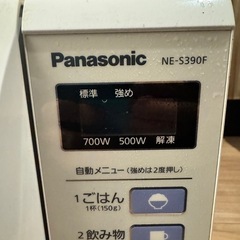 Panasonic NE-S390F
標準 強め
700W 500W 解凍
自動メニュー(強めは2度押し)
1ごはん
1杯(150g)
2飲み物